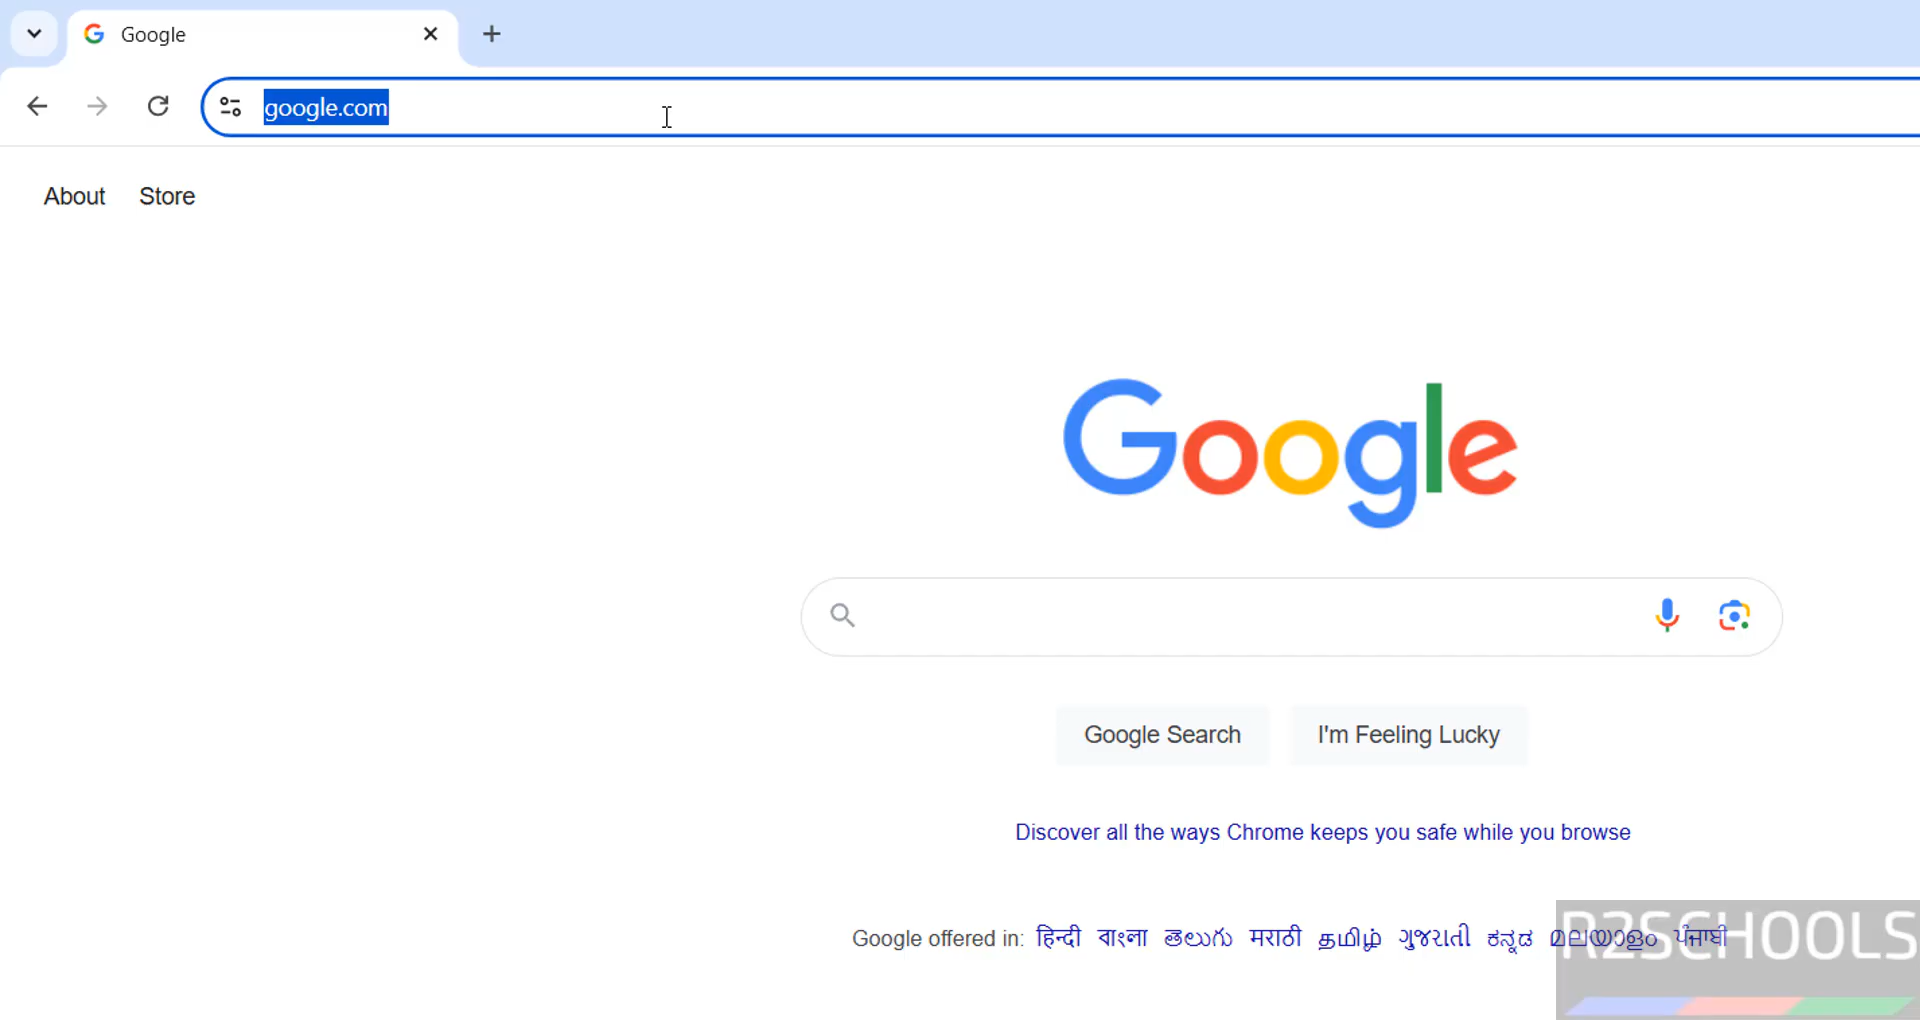 Google
google.com
About Store
Google
Google Search I'm Feeling Lucky
Discover all the ways Chrome keeps you safe while you browse
Google offered in: हिन्दी বাংলা తెలుగు मराठी தமிழ் ગુજરાતી ಕನ್ನಡ മലയാളം ਪੰਜਾਬੀ
R2SCHOOLS